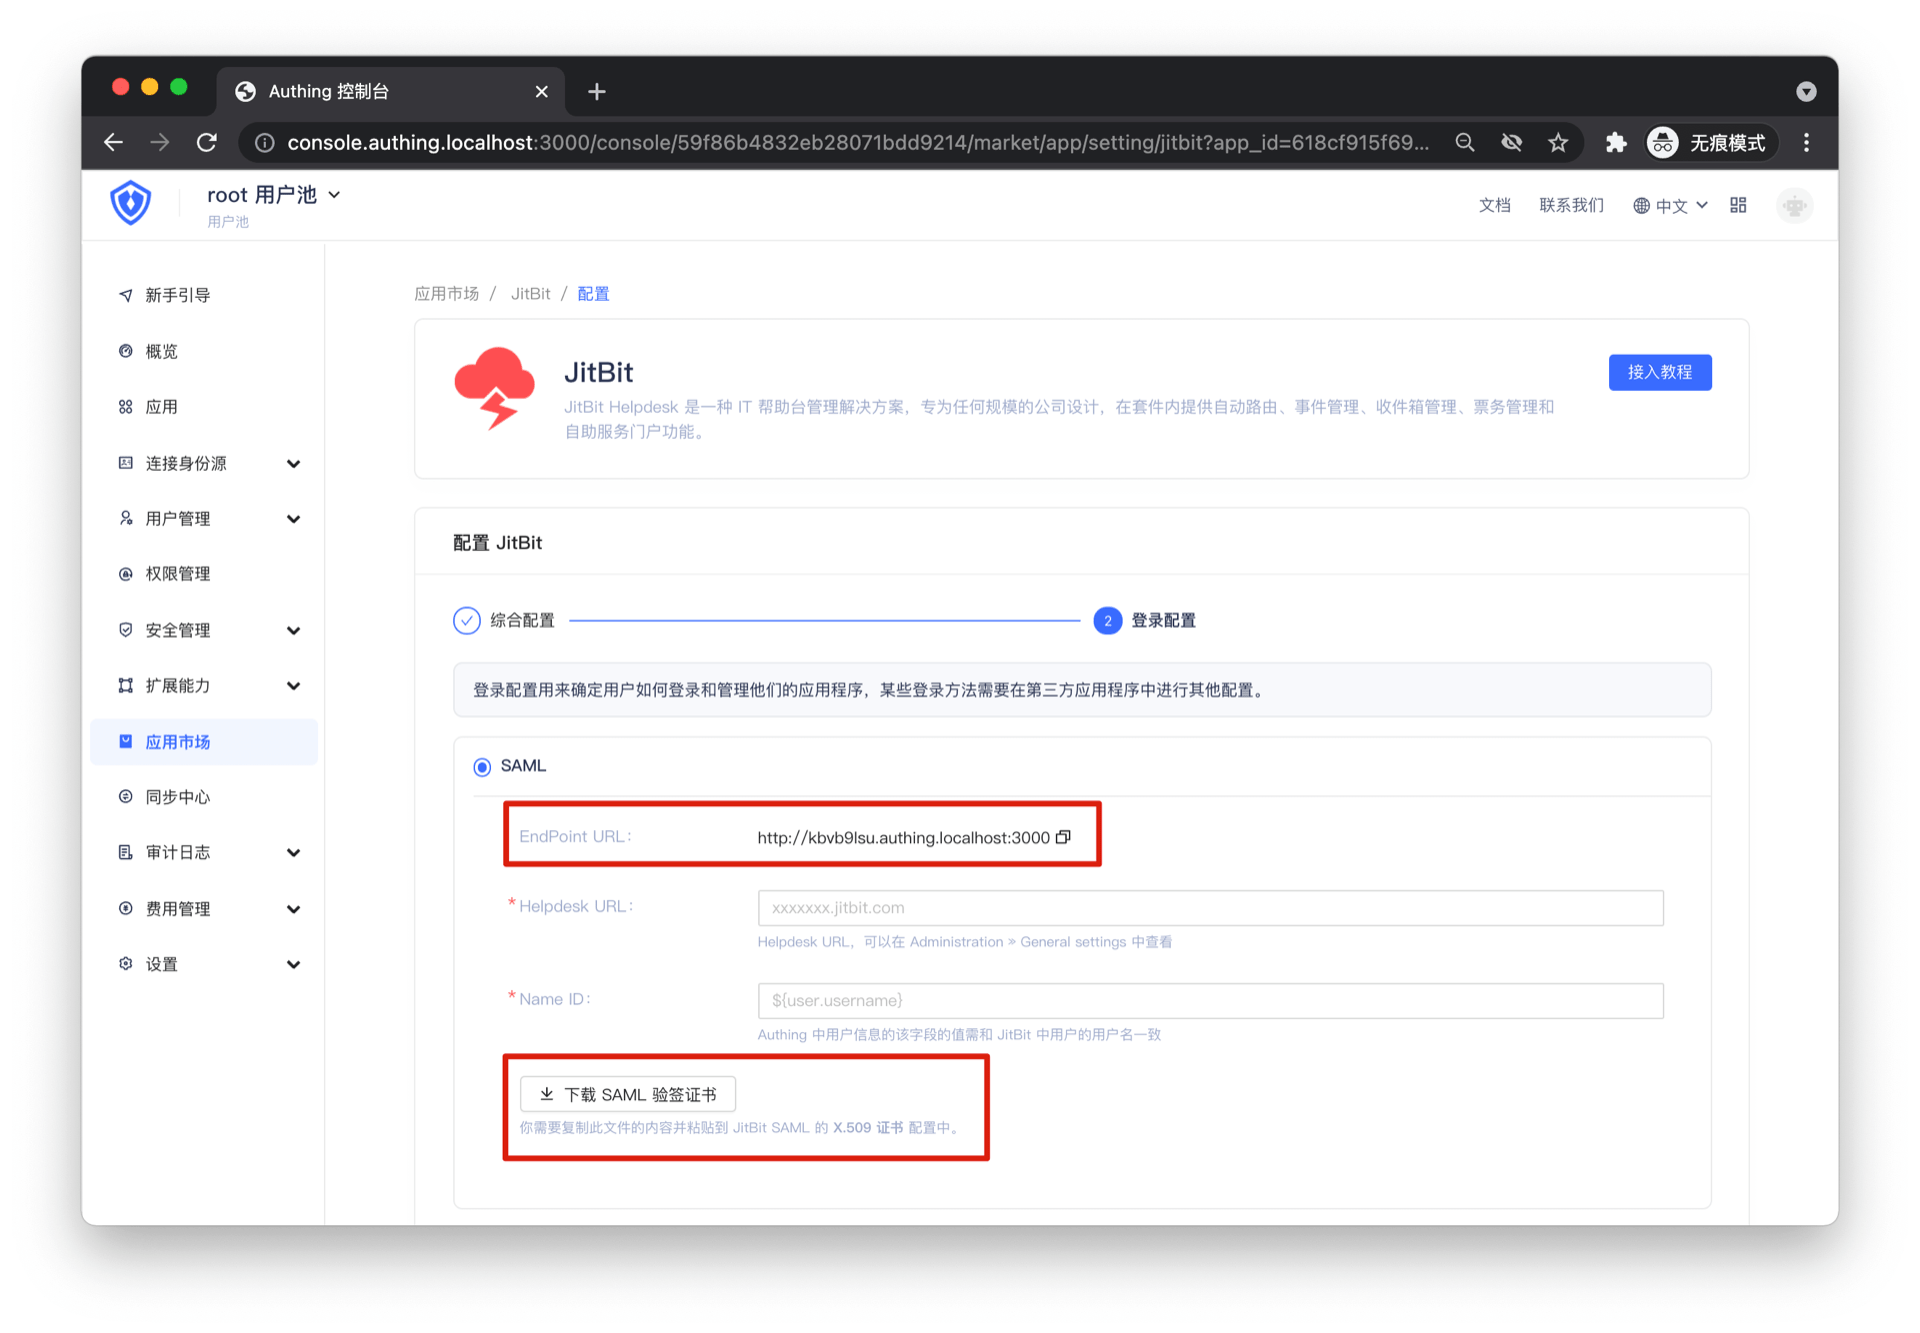 Authing 控制台
console.authing.localhost:3000/console/59f86b4832eb28071bdd9214/market/app/setting/jitbit?app_id=618cf915f69...
无痕模式
root 用户池
用户池
文档
联系我们
中文
新手引导
概览
应用
连接身份源
用户管理
权限管理
安全管理
扩展能力
应用市场
同步中心
审计日志
费用管理
设置
应用市场 / JitBit / 配置
JitBit
JitBit Helpdesk 是一种 IT 帮助台管理解决方案，专为任何规模的公司设计，在套件内提供自动路由、事件管理、收件箱管理、票务管理和
自助服务门户功能。
接入教程
配置 JitBit
综合配置
2 登录配置
登录配置用来确定用户如何登录和管理他们的应用程序，某些登录方法需要在第三方应用程序中进行其他配置。
SAML
EndPoint URL： http://kbvb9lsu.authing.localhost:3000
* Helpdesk URL： xxxxxxx.jitbit.com
Helpdesk URL，可以在 Administration » General settings 中查看
* Name ID： ${user.username}
Authing 中用户信息的该字段的值需和 JitBit 中用户的用户名一致
下载 SAML 验签证书
你需要复制此文件的内容并粘贴到 JitBit SAML 的 X.509 证书 配置中。